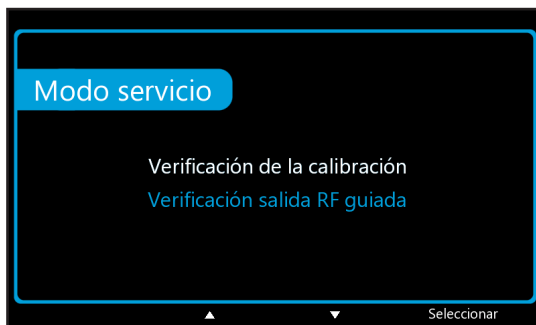 Modo servicio
Verificación de la calibración
Verificación salida RF guiada
▲ ▼ Seleccionar